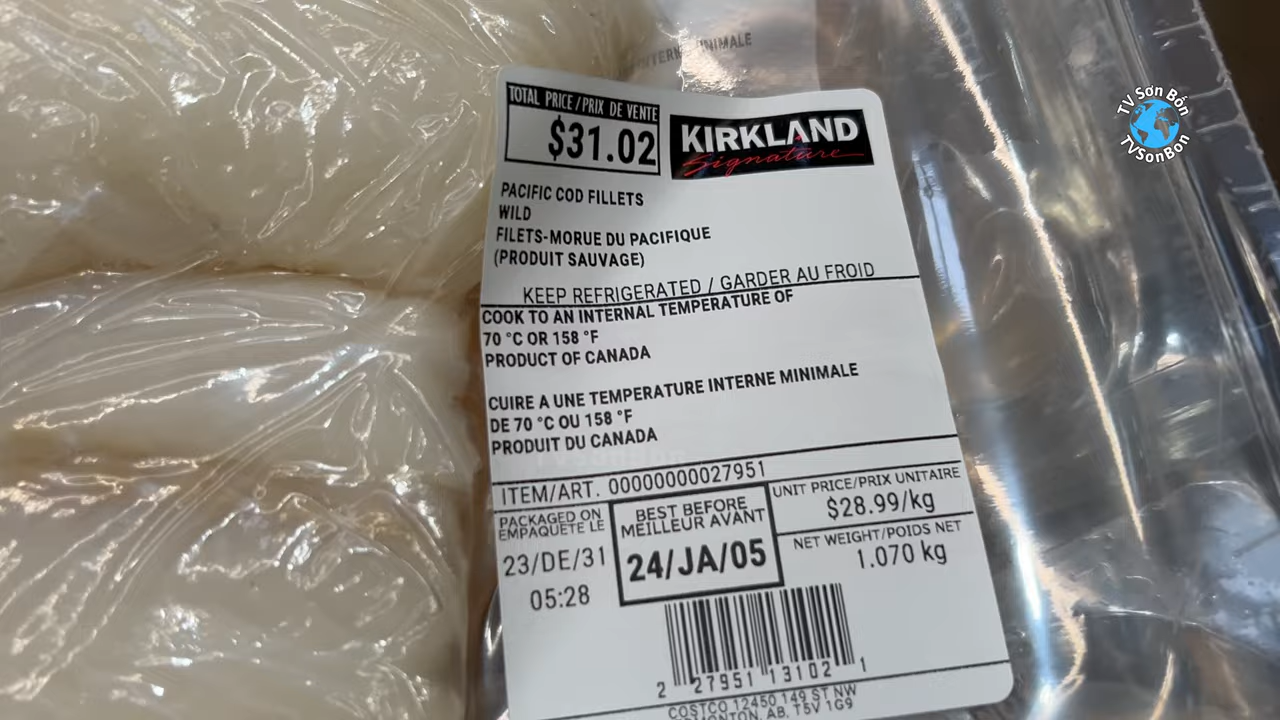 INTERNE MINIMALE
TV Sơn Bốn
TVSonBon
TOTAL PRICE/PRIX DE VENTE
$31.02
KIRKLAND
Signature
PACIFIC COD FILLETS
WILD
FILETS-MORUE DU PACIFIQUE
(PRODUIT SAUVAGE)
KEEP REFRIGERATED / GARDER AU FROID
COOK TO AN INTERNAL TEMPERATURE OF
70 °C OR 158 °F
PRODUCT OF CANADA
CUIRE A UNE TEMPERATURE INTERNE MINIMALE
DE 70 °C OU 158 °F
PRODUIT DU CANADA
ITEM/ART. 00000000027951
PACKAGED ON
EMPAQUETE LE
23/DE/31
05:28
BEST BEFORE
MEILLEUR AVANT
24/JA/05
UNIT PRICE/PRIX UNITAIRE
$28.99/kg
NET WEIGHT/POIDS NET
1.070 kg
2 27951 13102 1
COSTCO 12450 149 ST NW
AB, T5V 1G9